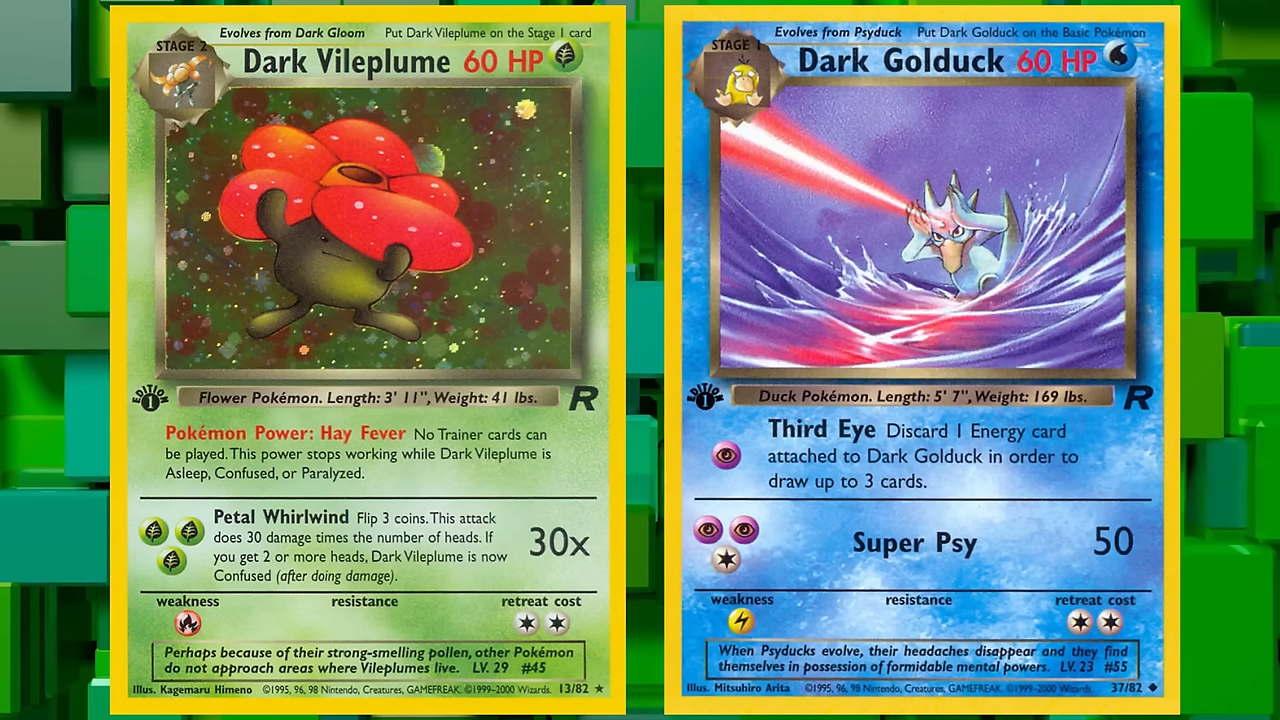 Evolves from Dark Gloom Put Dark Vileplume on the Stage 1 card
STAGE 2
Dark Vileplume 60 HP
EDITION 1
Flower Pokémon. Length: 3' 11", Weight: 41 lbs.
R
Pokémon Power: Hay Fever No Trainer cards can
be played. This power stops working while Dark Vileplume is
Asleep, Confused, or Paralyzed.
Petal Whirlwind Flip 3 coins. This attack
does 30 damage times the number of heads. If
you get 2 or more heads, Dark Vileplume is now
Confused (after doing damage).
30x
weakness resistance retreat cost
Perhaps because of their strong-smelling pollen, other Pokémon
do not approach areas where Vileplumes live. LV. 29 #45
Illus. Kagemaru Himeno ©1995, 96, 98 Nintendo, Creatures, GAMEFREAK. ©1999-2000 Wizards. 13/82 ★
Evolves from Psyduck Put Dark Golduck on the Basic Pokémon
STAGE 1
Dark Golduck 60 HP
EDITION 1
Duck Pokémon. Length: 5' 7", Weight: 169 lbs.
R
Third Eye Discard 1 Energy card
attached to Dark Golduck in order to
draw up to 3 cards.
Super Psy 50
weakness resistance retreat cost
When Psyducks evolve, their headaches disappear and they find
themselves in possession of formidable mental powers. LV. 23 #55
Illus. Mitsuhiro Arita ©1995, 96, 98 Nintendo, Creatures, GAMEFREAK. ©1999-2000 Wizards. 37/82 ◆